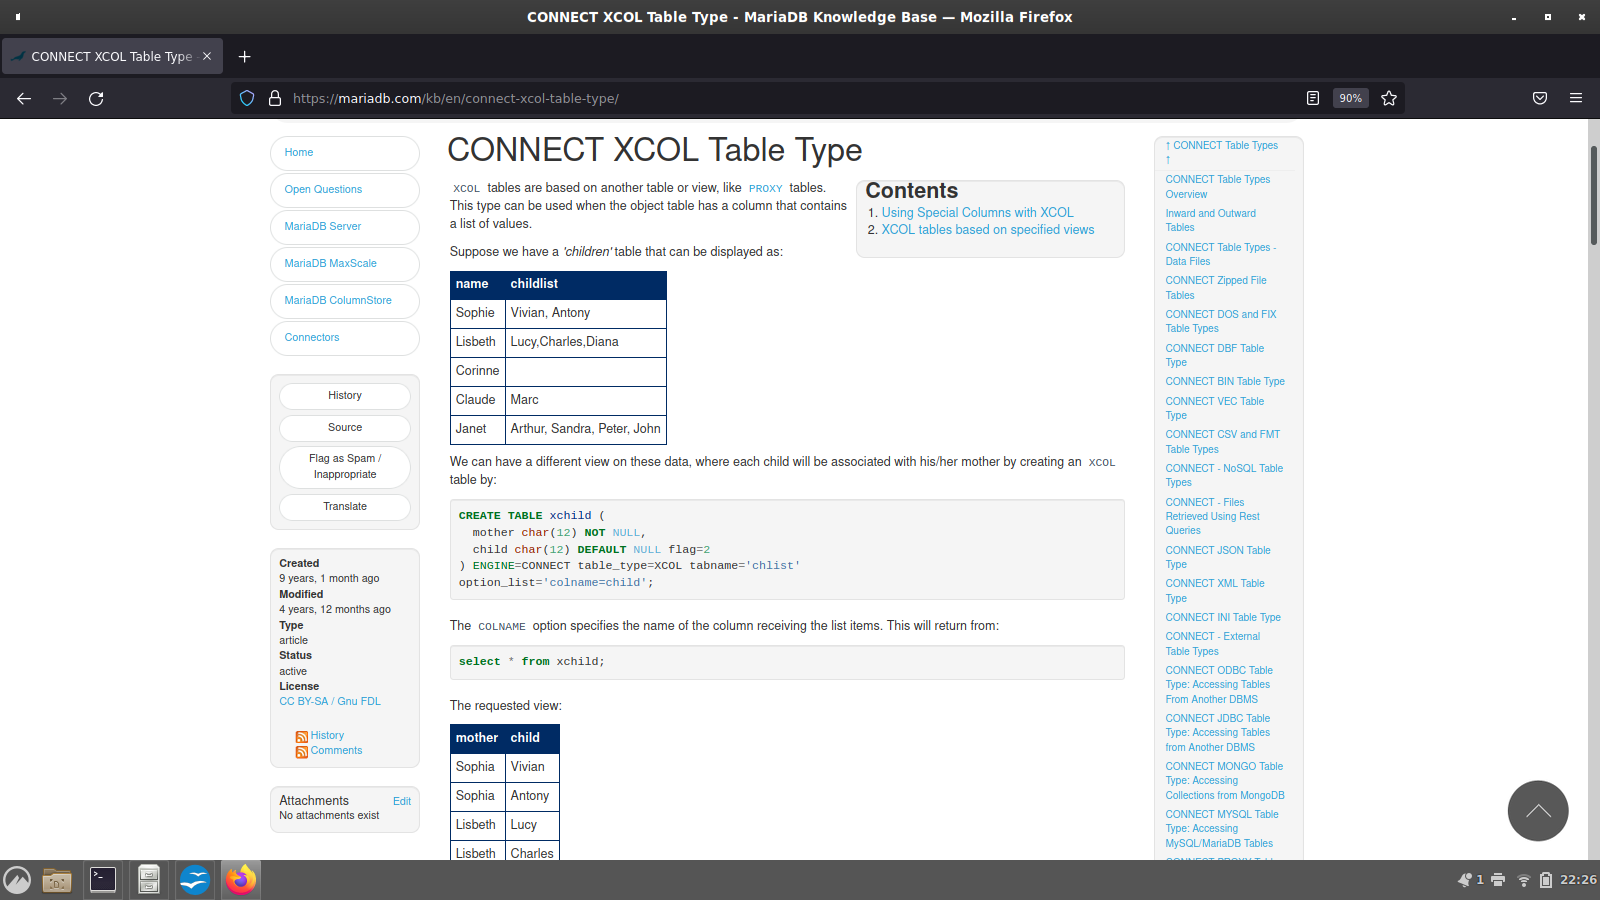 CONNECT XCOL Table Type - MariaDB Knowledge Base — Mozilla Firefox
CONNECT XCOL Table Type -
https://mariadb.com/kb/en/connect-xcol-table-type/
90%
Home
Open Questions
MariaDB Server
MariaDB MaxScale
MariaDB ColumnStore
Connectors
History
Source
Flag as Spam /
Inappropriate
Translate
Created
9 years, 1 month ago
Modified
4 years, 12 months ago
Type
article
Status
active
License
CC BY-SA / Gnu FDL
History
Comments
Attachments Edit
No attachments exist
CONNECT XCOL Table Type
XCOL tables are based on another table or view, like PROXY tables.
This type can be used when the object table has a column that contains
a list of values.
Contents
1. Using Special Columns with XCOL
2. XCOL tables based on specified views
Suppose we have a 'children' table that can be displayed as:
name childlist
Sophie Vivian, Antony
Lisbeth Lucy,Charles,Diana
Corinne
Claude Marc
Janet Arthur, Sandra, Peter, John
We can have a different view on these data, where each child will be associated with his/her mother by creating an XCOL
table by:
CREATE TABLE xchild (
mother char(12) NOT NULL,
child char(12) DEFAULT NULL flag=2
) ENGINE=CONNECT table_type=XCOL tabname='chlist'
option_list='colname=child';
The COLNAME option specifies the name of the column receiving the list items. This will return from:
select * from xchild;
The requested view:
mother child
Sophia Vivian
Sophia Antony
Lisbeth Lucy
Lisbeth Charles
↑ CONNECT Table Types
↑
CONNECT Table Types
Overview
Inward and Outward
Tables
CONNECT Table Types -
Data Files
CONNECT Zipped File
Tables
CONNECT DOS and FIX
Table Types
CONNECT DBF Table
Type
CONNECT BIN Table Type
CONNECT VEC Table
Type
CONNECT CSV and FMT
Table Types
CONNECT - NoSQL Table
Types
CONNECT - Files
Retrieved Using Rest
Queries
CONNECT JSON Table
Type
CONNECT XML Table
Type
CONNECT INI Table Type
CONNECT - External
Table Types
CONNECT ODBC Table
Type: Accessing Tables
From Another DBMS
CONNECT JDBC Table
Type: Accessing Tables
from Another DBMS
CONNECT MONGO Table
Type: Accessing
Collections from MongoDB
CONNECT MYSQL Table
Type: Accessing
MySQL/MariaDB Tables
CONNECT PROXY Table
1
22:26